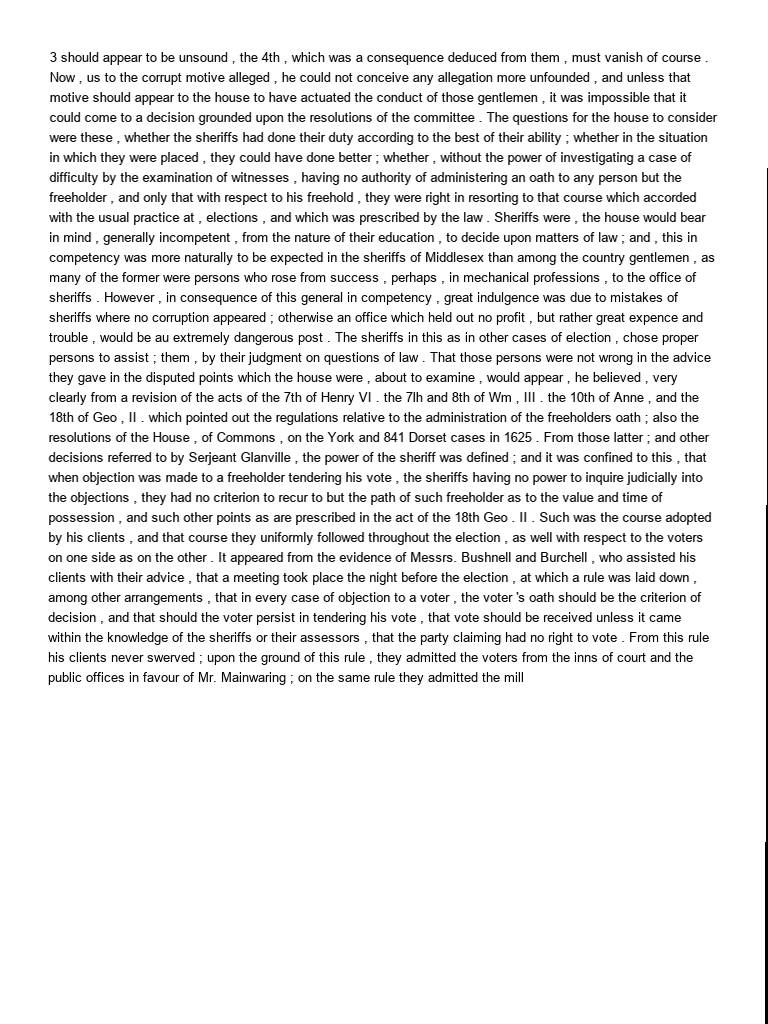 3 should appear to be unsound , the 4th , which was a consequence deduced from them , must vanish of course .
Now , us to the corrupt motive alleged , he could not conceive any allegation more unfounded , and unless that
motive should appear to the house to have actuated the conduct of those gentlemen , it was impossible that it
could come to a decision grounded upon the resolutions of the committee . The questions for the house to consider
were these , whether the sheriffs had done their duty according to the best of their ability ; whether in the situation
in which they were placed , they could have done better ; whether , without the power of investigating a case of
difficulty by the examination of witnesses , having no authority of administering an oath to any person but the
freeholder , and only that with respect to his freehold , they were right in resorting to that course which accorded
with the usual practice at , elections , and which was prescribed by the law . Sheriffs were , the house would bear
in mind , generally incompetent , from the nature of their education , to decide upon matters of law ; and , this in
competency was more naturally to be expected in the sheriffs of Middlesex than among the country gentlemen , as
many of the former were persons who rose from success , perhaps , in mechanical professions , to the office of
sheriffs . However , in consequence of this general in competency , great indulgence was due to mistakes of
sheriffs where no corruption appeared ; otherwise an office which held out no profit , but rather great expence and
trouble , would be au extremely dangerous post . The sheriffs in this as in other cases of election , chose proper
persons to assist ; them , by their judgment on questions of law . That those persons were not wrong in the advice
they gave in the disputed points which the house were , about to examine , would appear , he believed , very
clearly from a revision of the acts of the 7th of Henry VI . the 7lh and 8th of Wm , III . the 10th of Anne , and the
18th of Geo , II . which pointed out the regulations relative to the administration of the freeholders oath ; also the
resolutions of the House , of Commons , on the York and 841 Dorset cases in 1625 . From those latter ; and other
decisions referred to by Serjeant Glanville , the power of the sheriff was defined ; and it was confined to this , that
when objection was made to a freeholder tendering his vote , the sheriffs having no power to inquire judicially into
the objections , they had no criterion to recur to but the path of such freeholder as to the value and time of
possession , and such other points as are prescribed in the act of the 18th Geo . II . Such was the course adopted
by his clients , and that course they uniformly followed throughout the election , as well with respect to the voters
on one side as on the other . It appeared from the evidence of Messrs. Bushnell and Burchell , who assisted his
clients with their advice , that a meeting took place the night before the election , at which a rule was laid down ,
among other arrangements , that in every case of objection to a voter , the voter 's oath should be the criterion of
decision , and that should the voter persist in tendering his vote , that vote should be received unless it came
within the knowledge of the sheriffs or their assessors , that the party claiming had no right to vote . From this rule
his clients never swerved ; upon the ground of this rule , they admitted the voters from the inns of court and the
public offices in favour of Mr. Mainwaring ; on the same rule they admitted the mill